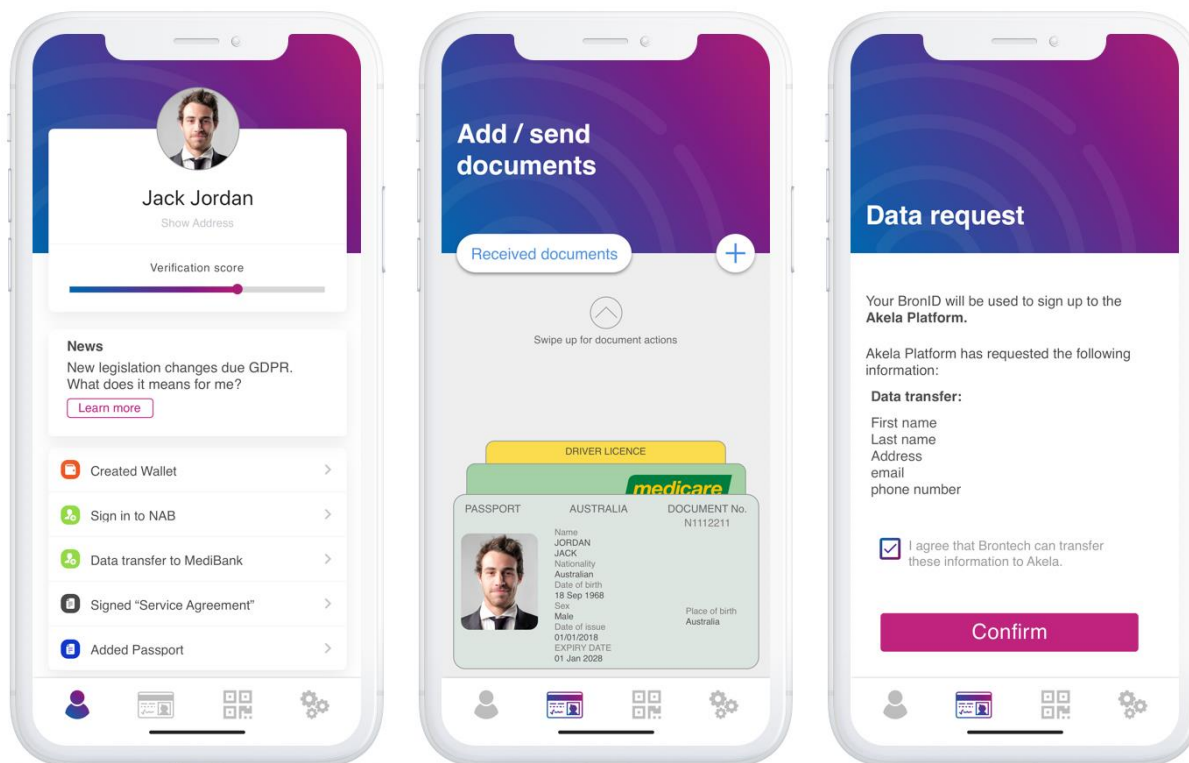 Jack Jordan
Show Address
Verification score
News
New legislation changes due GDPR.
What does it means for me?
Learn more
Created Wallet
Sign in to NAB
Data transfer to MediBank
Signed “Service Agreement”
Added Passport
Add / send
documents
Received documents
Swipe up for document actions
DRIVER LICENCE
medicare
PASSPORT
AUSTRALIA
DOCUMENT No.
N1112211
Name
JORDAN
JACK
Nationality
Australian
Date of birth
18 Sep 1968
Sex
Male
Date of issue
01/01/2018
EXPIRY DATE
01 Jan 2028
Place of birth
Australia
Data request
Your BronID will be used to sign up to the
Akela Platform.
Akela Platform has requested the following
information:
Data transfer:
First name
Last name
Address
email
phone number
I agree that Brontech can transfer
these information to Akela.
Confirm